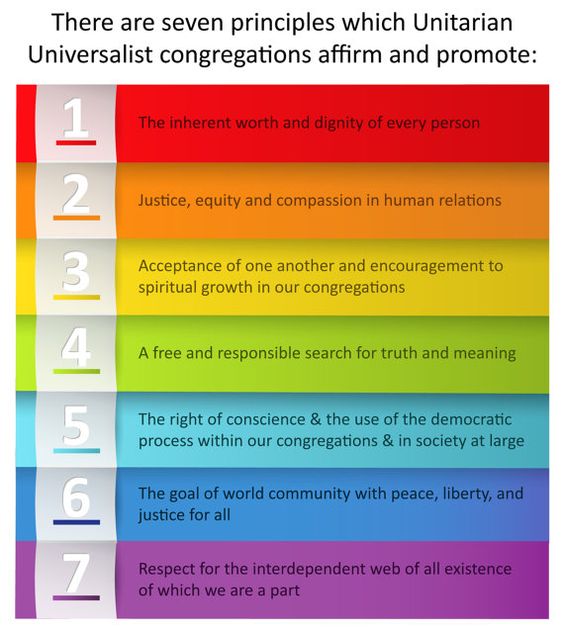 There are seven principles which Unitarian
Universalist congregations affirm and promote:
1
The inherent worth and dignity of every person
2
Justice, equity and compassion in human relations
3
Acceptance of one another and encouragement to
spiritual growth in our congregations
4
A free and responsible search for truth and meaning
5
The right of conscience & the use of the democratic
process within our congregations & in society at large
6
The goal of world community with peace, liberty, and
justice for all
7
Respect for the interdependent web of all existence
of which we are a part